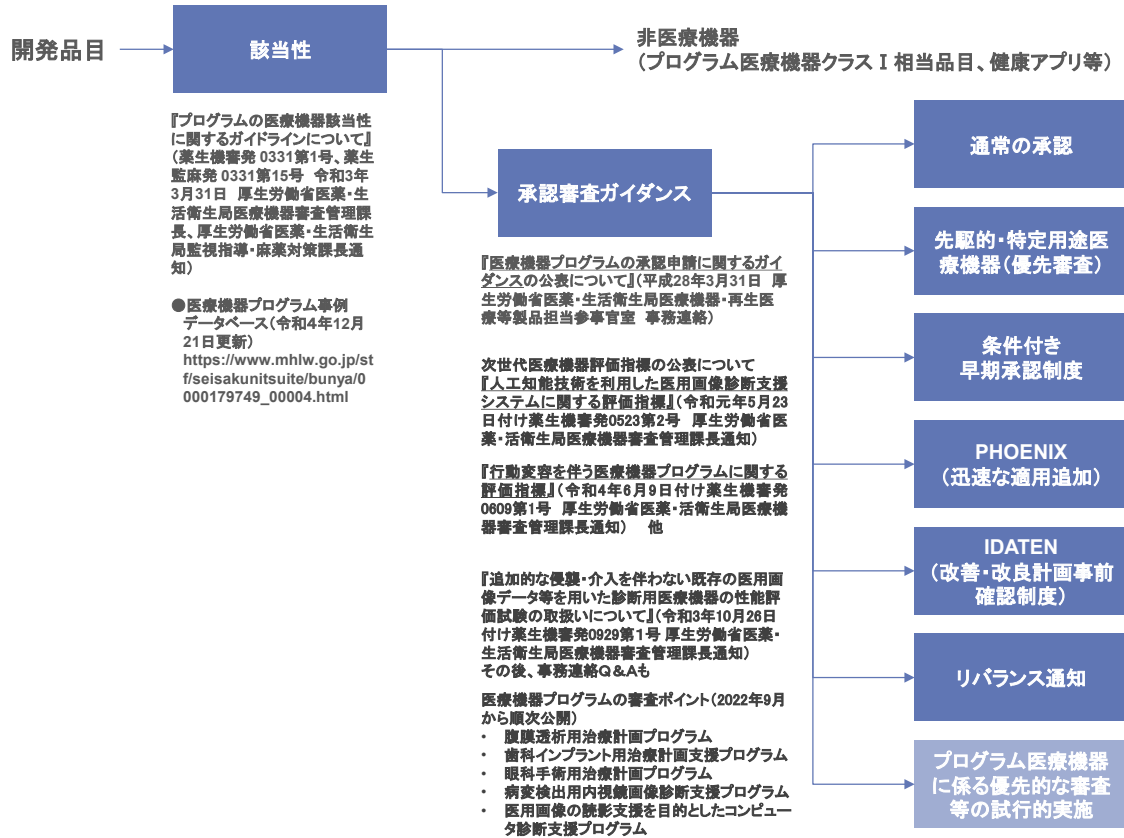 開発品目
該当性
非医療機器
（プログラム医療機器クラスⅠ相当品目、健康アプリ等）
『プログラムの医療機器該当性
に関するガイドラインについて』
（薬生機審発 0331第1号、薬生
監麻発 0331第15号　令和3年
3月31日　厚生労働省医薬・生
活衛生局医療機器審査管理課
長、厚生労働省医薬・生活衛生
局監視指導・麻薬対策課長通
知）
●医療機器プログラム事例
データベース（令和4年12月
21日更新）
https://www.mhlw.go.jp/st
f/seisakunitsuite/bunya/0
000179749_00004.html
承認審査ガイダンス
『医療機器プログラムの承認申請に関するガイ
ダンスの公表について』（平成28年3月31日　厚
生労働省医薬・生活衛生局医療機器・再生医
療等製品担当参事官室　事務連絡）
次世代医療機器評価指標の公表について
『人工知能技術を利用した医用画像診断支援
システムに関する評価指標』（令和元年5月23
日付け薬生機審発0523第2号　厚生労働省医
薬・活衛生局医療機器審査管理課長通知）
『行動変容を伴う医療機器プログラムに関する
評価指標』（令和4年6月9日付け薬生機審発
0609第1号　厚生労働省医薬・活衛生局医療機
器審査管理課長通知）　他
『追加的な侵襲・介入を伴わない既存の医用画
像データ等を用いた診断用医療機器の性能評
価試験の取扱いについて』（令和3年10月26日
付け薬生機審発0929第１号 厚生労働省医薬・
生活衛生局医療機器審査管理課長通知）
その後、事務連絡Ｑ＆Ａも
医療機器プログラムの審査ポイント（2022年9月
から順次公開）
・ 腹膜透析用治療計画プログラム
・ 歯科インプラント用治療計画支援プログラム
・ 眼科手術用治療計画プログラム
・ 病変検出用内視鏡画像診断支援プログラム
・ 医用画像の読影支援を目的としたコンピュー
タ診断支援プログラム
通常の承認
先駆的・特定用途医
療機器（優先審査）
条件付き
早期承認制度
PHOENIX
（迅速な適用追加）
IDATEN
（改善・改良計画事前
確認制度）
リバランス通知
プログラム医療機器
に係る優先的な審査
等の試行的実施